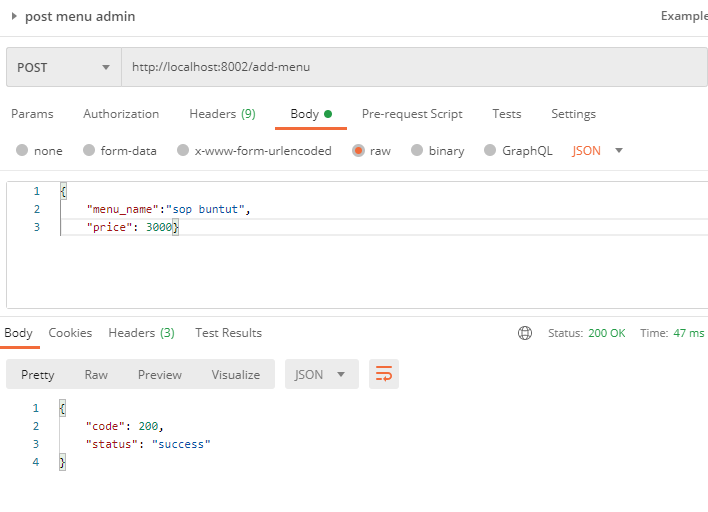 post menu admin Example
POST http://localhost:8002/add-menu
Params Authorization Headers (9) Body Pre-request Script Tests Settings
none form-data x-www-form-urlencoded raw binary GraphQL JSON
1 {
2 "menu_name":"sop buntut",
3 "price": 3000}
Body Cookies Headers (3) Test Results Status: 200 OK Time: 47 ms
Pretty Raw Preview Visualize JSON
1 {
2 "code": 200,
3 "status": "success"
4 }